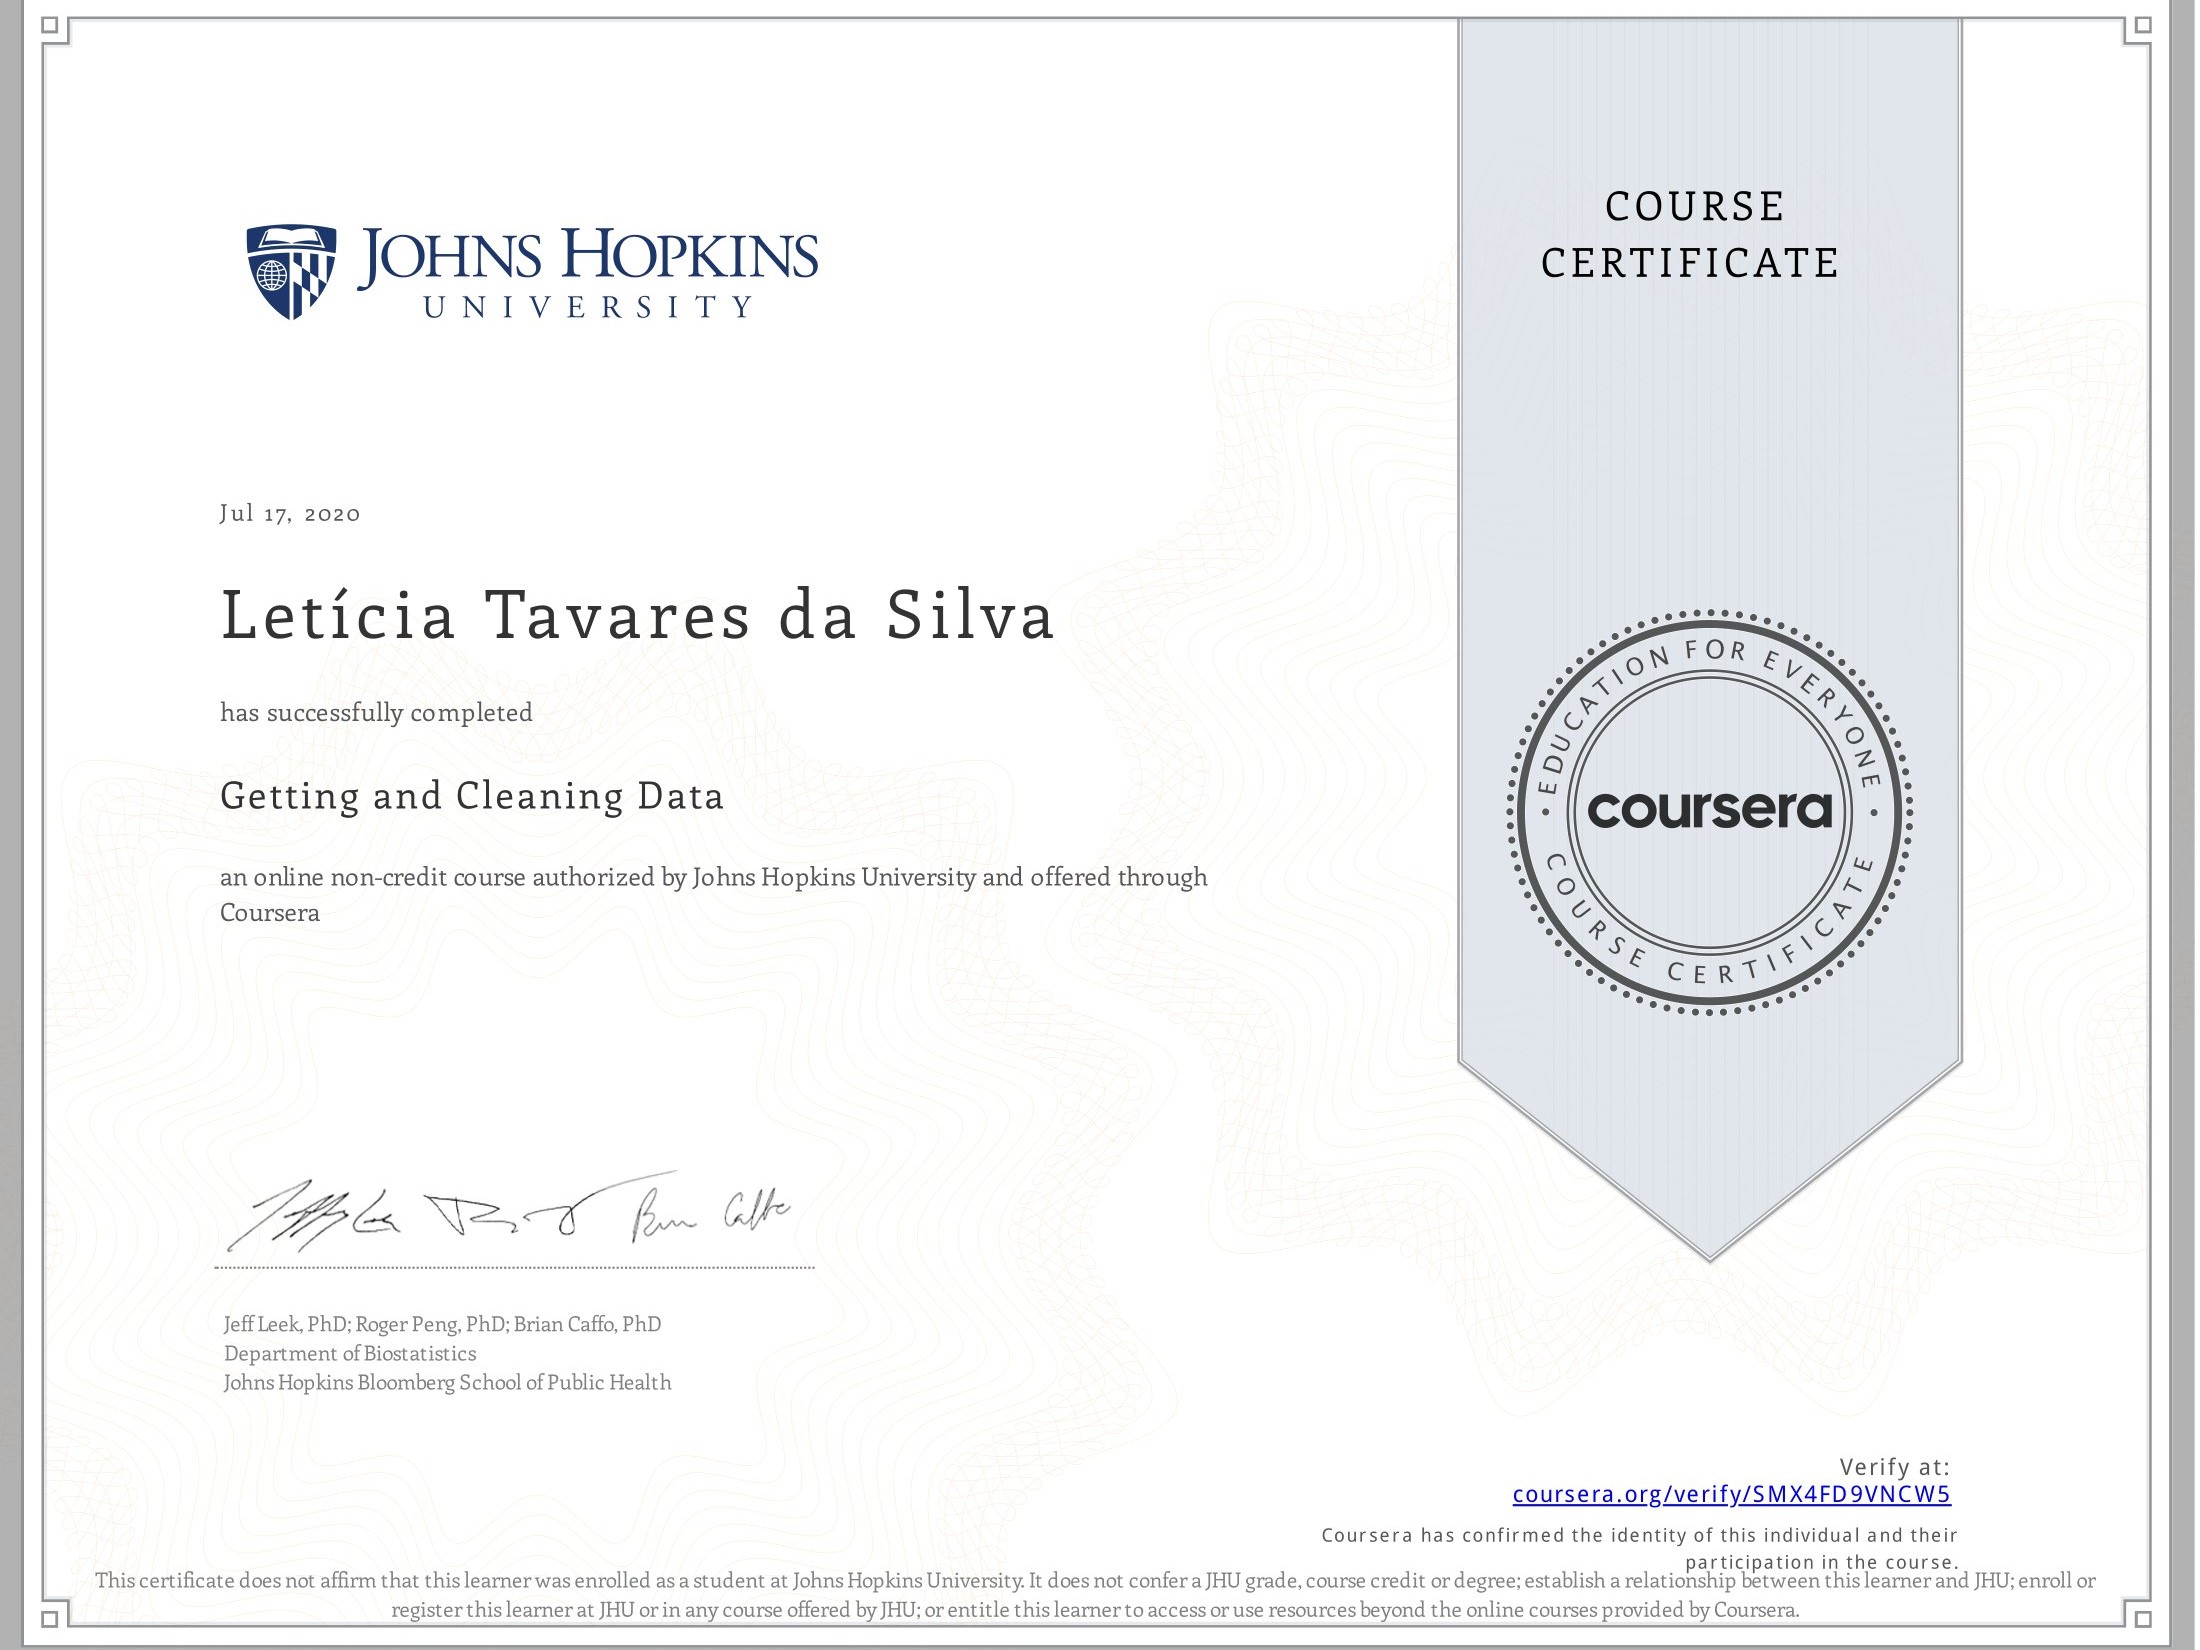 JOHNS HOPKINS
UNIVERSITY
COURSE
CERTIFICATE
Jul 17, 2020
Letícia Tavares da Silva
has successfully completed
Getting and Cleaning Data
an online non-credit course authorized by Johns Hopkins University and offered through
Coursera
• EDUCATION FOR EVERYONE •
coursera
COURSE CERTIFICATE
Jeff Leek, PhD; Roger Peng, PhD; Brian Caffo, PhD
Department of Biostatistics
Johns Hopkins Bloomberg School of Public Health
Verify at:
coursera.org/verify/SMX4FD9VNCW5
Coursera has confirmed the identity of this individual and their
participation in the course.
This certificate does not affirm that this learner was enrolled as a student at Johns Hopkins University. It does not confer a JHU grade, course credit or degree; establish a relationship between this learner and JHU; enroll or
register this learner at JHU or in any course offered by JHU; or entitle this learner to access or use resources beyond the online courses provided by Coursera.